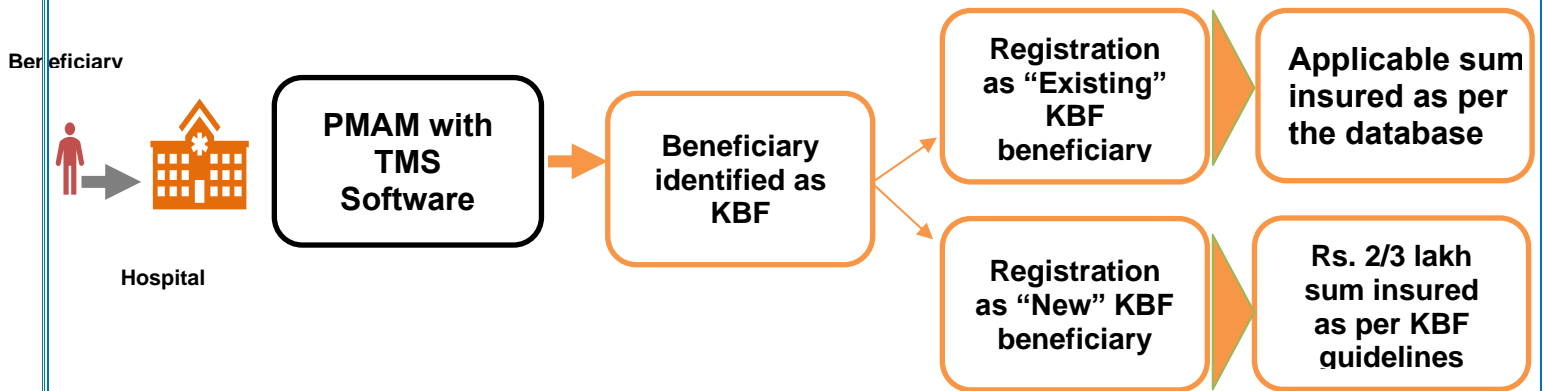 Beneficiary
Hospital
PMAM with
TMS
Software
Beneficiary
identified as
KBF
Registration
as “Existing”
KBF
beneficiary
Applicable sum
insured as per
the database
Registration
as “New” KBF
beneficiary
Rs. 2/3 lakh
sum insured
as per KBF
guidelines